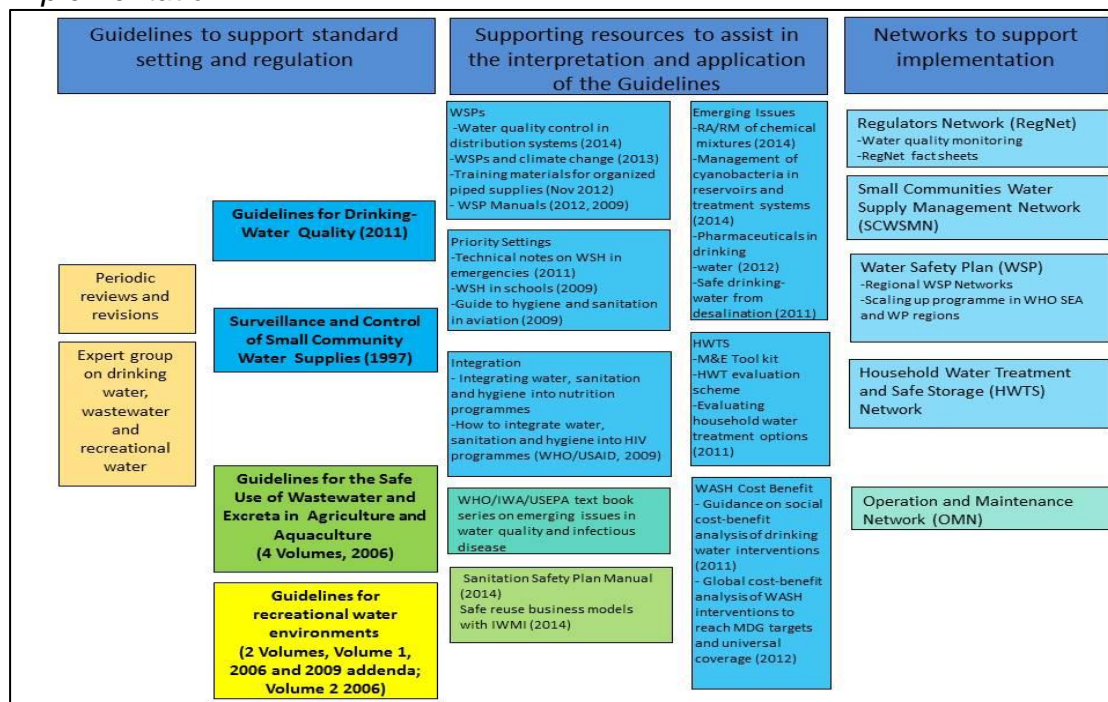 Guidelines to support standard
setting and regulation
Supporting resources to assist in
the interpretation and application
of the Guidelines
Networks to support
implementation
Periodic
reviews and
revisions
Expert group
on drinking
water,
wastewater
and
recreational
water
Guidelines for Drinking-
Water Quality (2011)
Surveillance and Control
of Small Community
Water Supplies (1997)
Guidelines for the Safe
Use of Wastewater and
Excreta in Agriculture and
Aquaculture
(4 Volumes, 2006)
Guidelines for
recreational water
environments
(2 Volumes, Volume 1,
2006 and 2009 addenda;
Volume 2 2006)
WSPs
-Water quality control in
distribution systems (2014)
-WSPs and climate change (2013)
-Training materials for organized
piped supplies (Nov 2012)
- WSP Manuals (2012, 2009)
Priority Settings
-Technical notes on WSH in
emergencies (2011)
-WSH in schools (2009)
-Guide to hygiene and sanitation
in aviation (2009)
Integration
- Integrating water, sanitation
and hygiene into nutrition
programmes
-How to integrate water,
sanitation and hygiene into HIV
programmes (WHO/USAID, 2009)
WHO/IWA/USEPA text book
series on emerging issues in
water quality and infectious
disease
Sanitation Safety Plan Manual
(2014)
Safe reuse business models
with IWMI (2014)
Emerging Issues
-RA/RM of chemical
mixtures (2014)
-Management of
cyanobacteria in
reservoirs and
treatment systems
(2014)
-Pharmaceuticals in
drinking
-water (2012)
-Safe drinking-
water from
desalination (2011)
HWTS
-M&E Tool kit
-HWT evaluation
scheme
-Evaluating
household water
treatment options
(2011)
WASH Cost Benefit
- Guidance on social
cost-benefit
analysis of drinking
water interventions
(2011)
- Global cost-benefit
analysis of WASH
interventions to
reach MDG targets
and universal
coverage (2012)
Regulators Network (RegNet)
-Water quality monitoring
-RegNet fact sheets
Small Communities Water
Supply Management Network
(SCWSMN)
Water Safety Plan (WSP)
-Regional WSP Networks
-Scaling up programme in WHO SEA
and WP regions
Household Water Treatment
and Safe Storage (HWTS)
Network
Operation and Maintenance
Network (OMN)